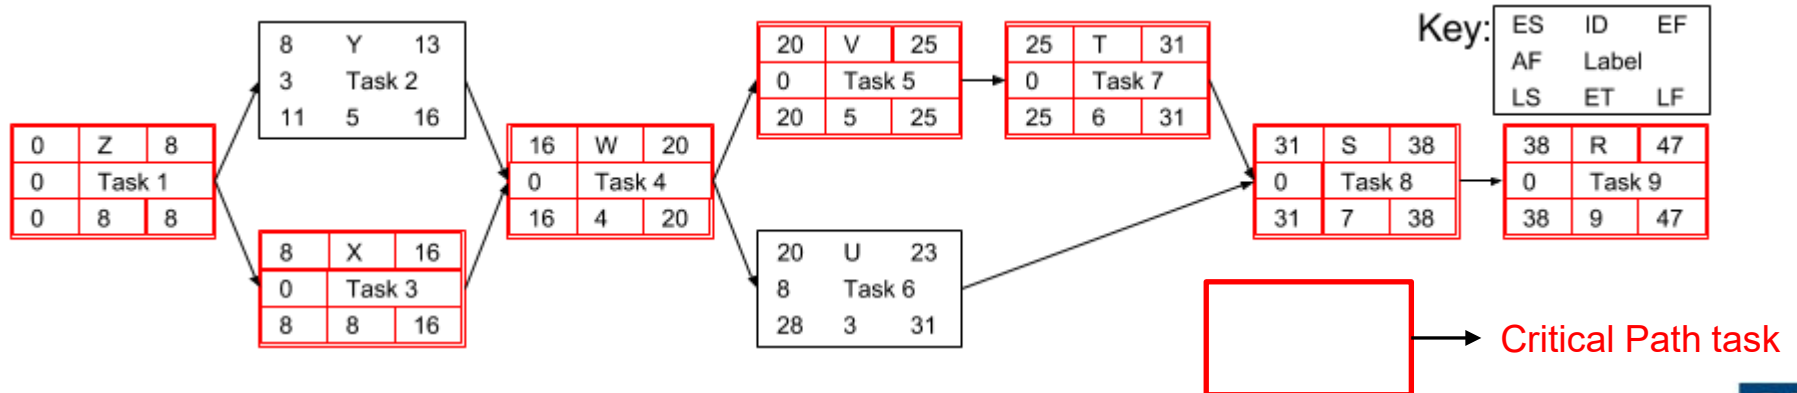 0 Z 8
0 Task 1
0 8 8
8 Y 13
3 Task 2
11 5 16
8 X 16
0 Task 3
8 8 16
16 W 20
0 Task 4
16 4 20
20 V 25
0 Task 5
20 5 25
20 U 23
8 Task 6
28 3 31
25 T 31
0 Task 7
25 6 31
31 S 38
0 Task 8
31 7 38
38 R 47
0 Task 9
38 9 47
Key:
ES ID EF
AF Label
LS ET LF
Critical Path task